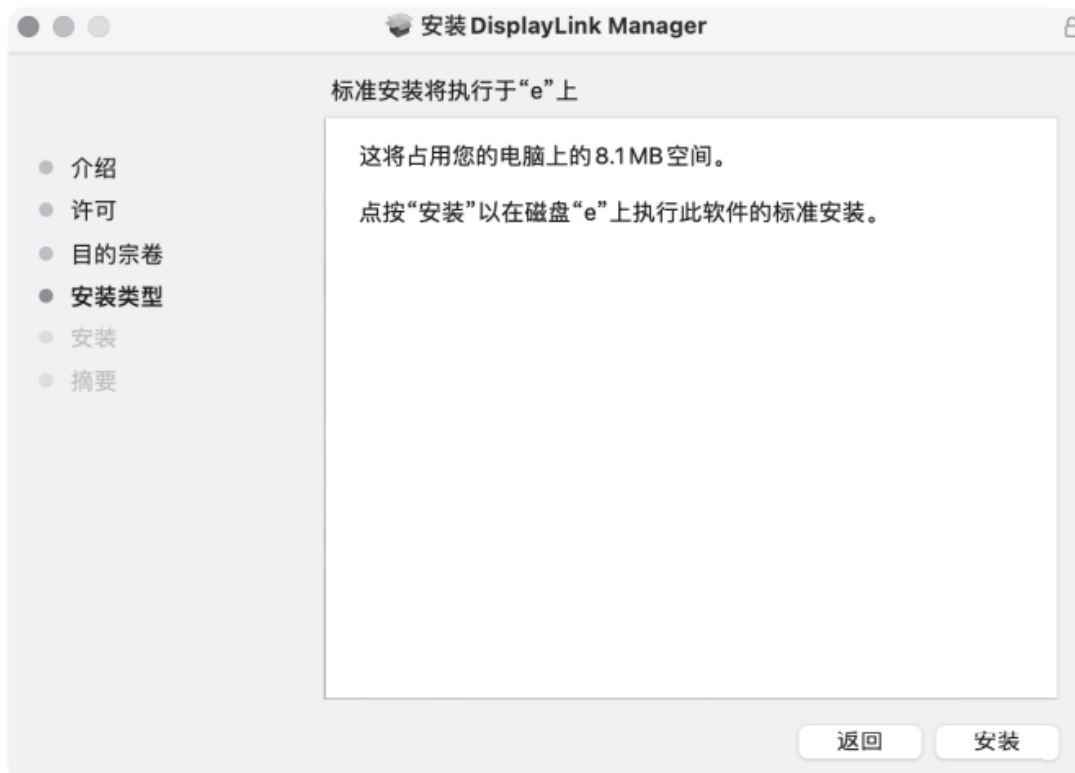 安装 DisplayLink Manager
标准安装将执行于“e”上
介绍
许可
目的宗卷
安装类型
安装
摘要
这将占用您的电脑上的 8.1 MB 空间。
点按“安装”以在磁盘“e”上执行此软件的标准安装。
返回
安装